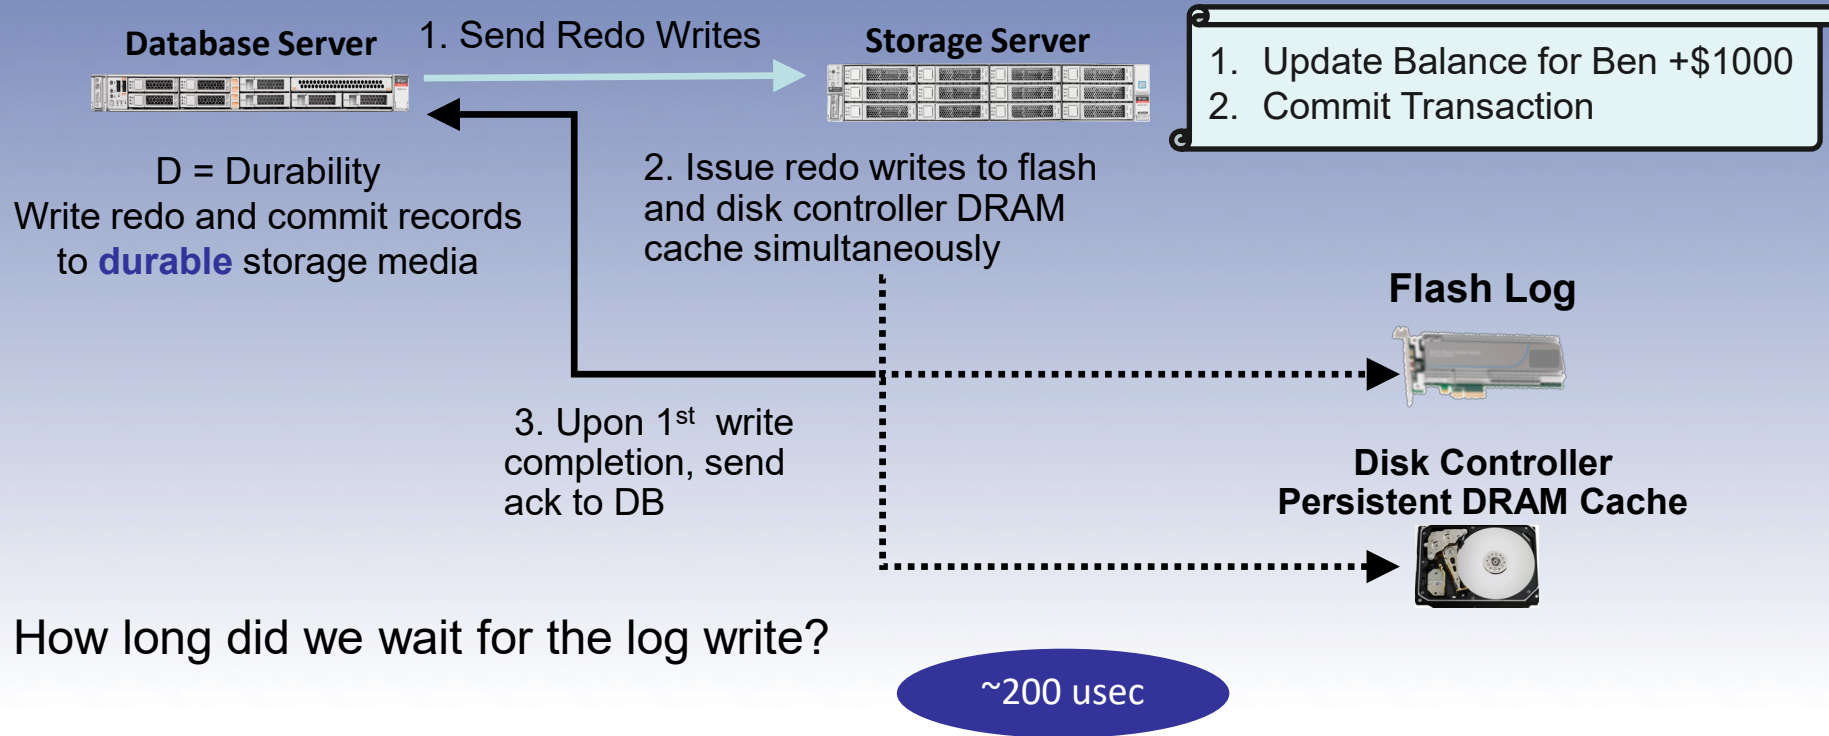 Database Server
1. Send Redo Writes
Storage Server
1. Update Balance for Ben +$1000
2. Commit Transaction
D = Durability
Write redo and commit records
to durable storage media
2. Issue redo writes to flash
and disk controller DRAM
cache simultaneously
Flash Log
3. Upon 1st write
completion, send
ack to DB
Disk Controller
Persistent DRAM Cache
How long did we wait for the log write?
~200 usec